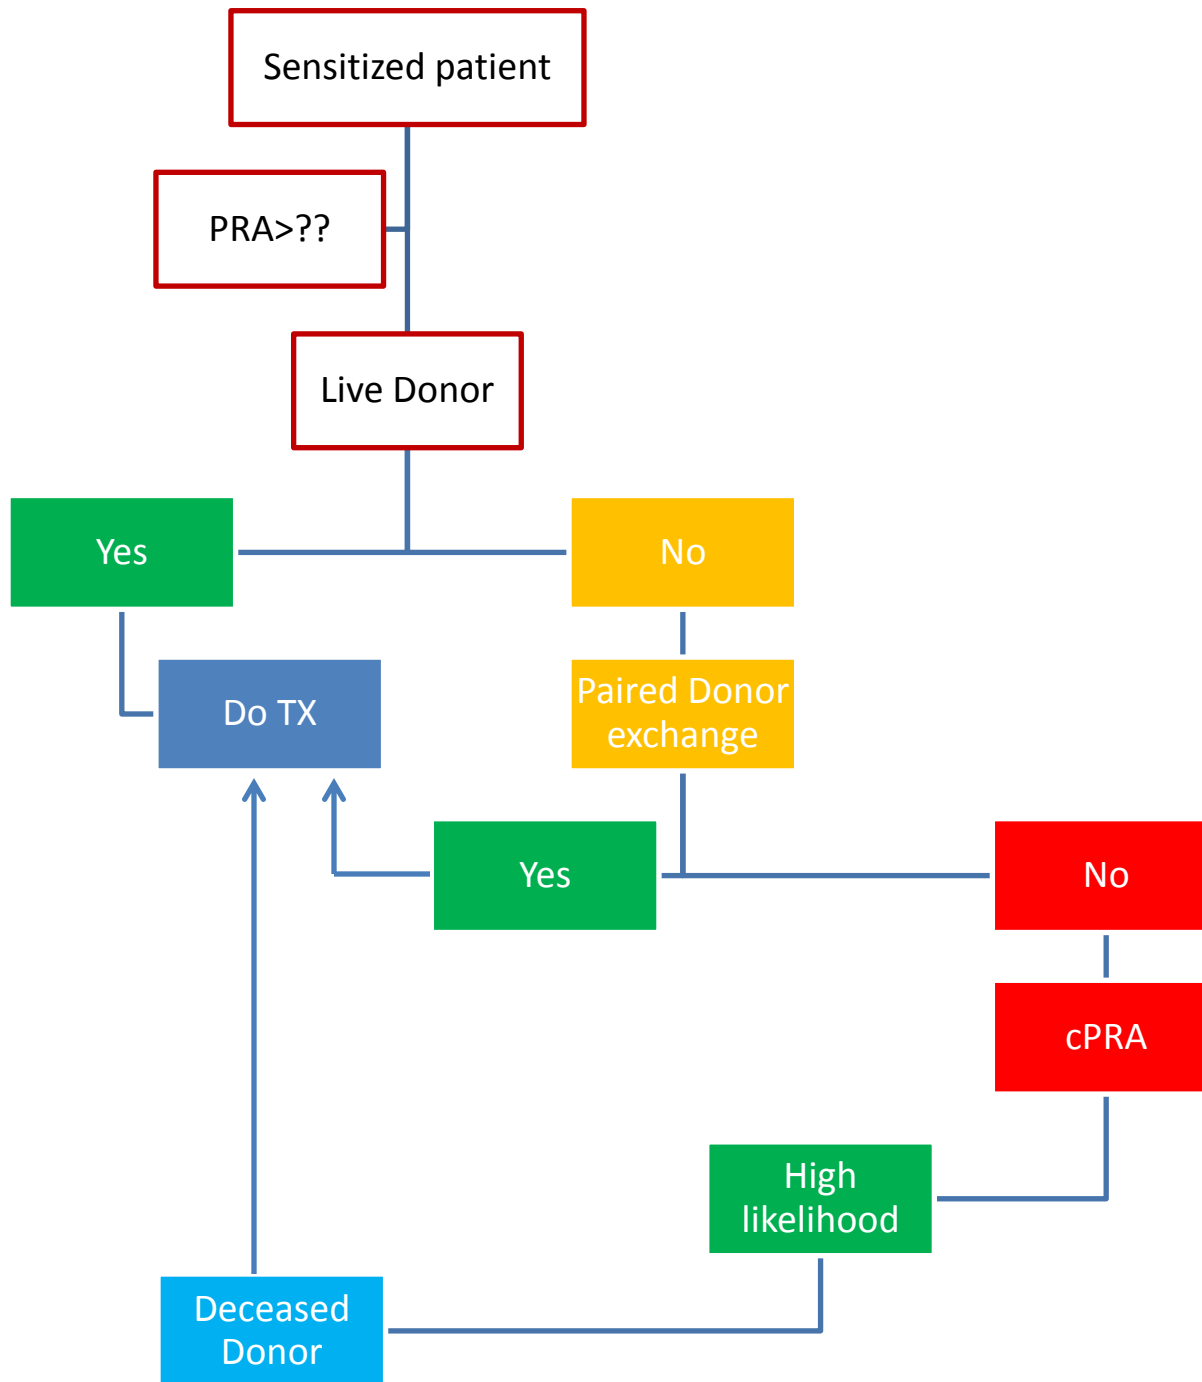 Sensitized patient
PRA>??
Live Donor
Yes
No
Do TX
Paired Donor
exchange
Yes
No
cPRA
High
likelihood
Deceased
Donor